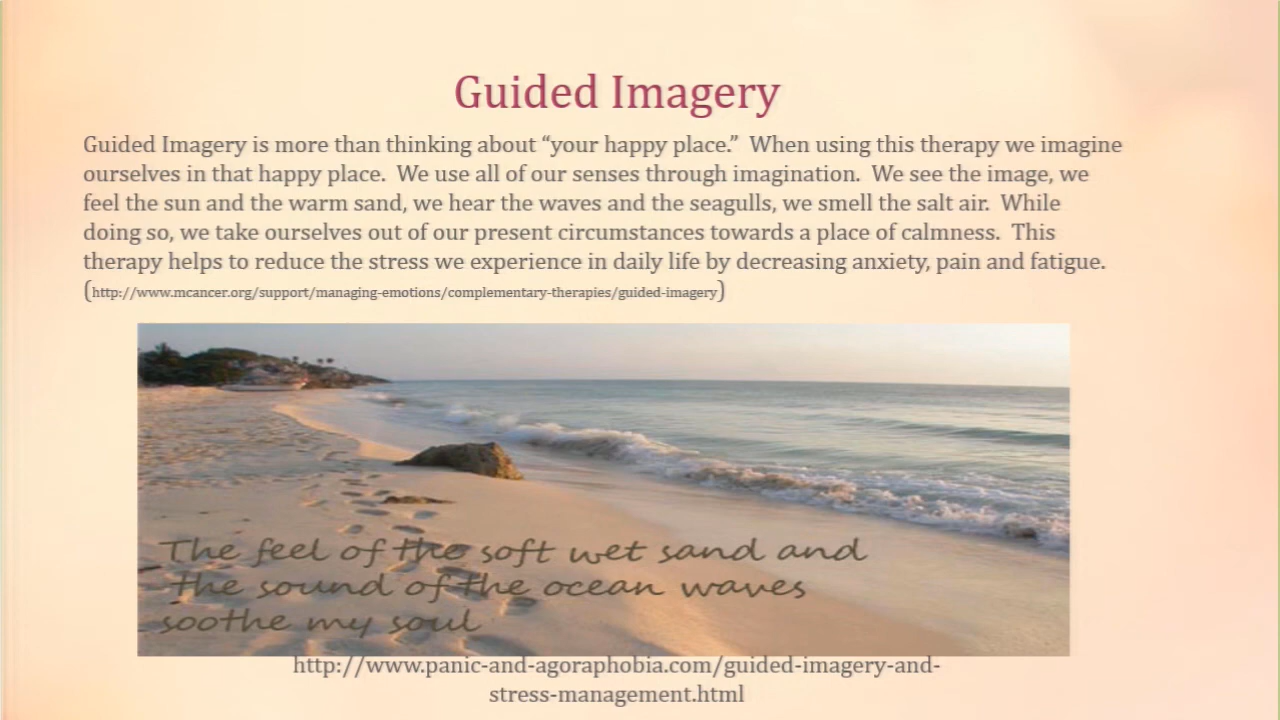 Guided Imagery
Guided Imagery is more than thinking about “your happy place.”  When using this therapy we imagine
ourselves in that happy place.  We use all of our senses through imagination.  We see the image, we
feel the sun and the warm sand, we hear the waves and the seagulls, we smell the salt air.  While
doing so, we take ourselves out of our present circumstances towards a place of calmness.  This
therapy helps to reduce the stress we experience in daily life by decreasing anxiety, pain and fatigue.
(http://www.mcancer.org/support/managing-emotions/complementary-therapies/guided-imagery)
The feel of the soft wet sand and
the sound of the ocean waves
soothe my soul
http://www.panic-and-agoraphobia.com/guided-imagery-and-
stress-management.html